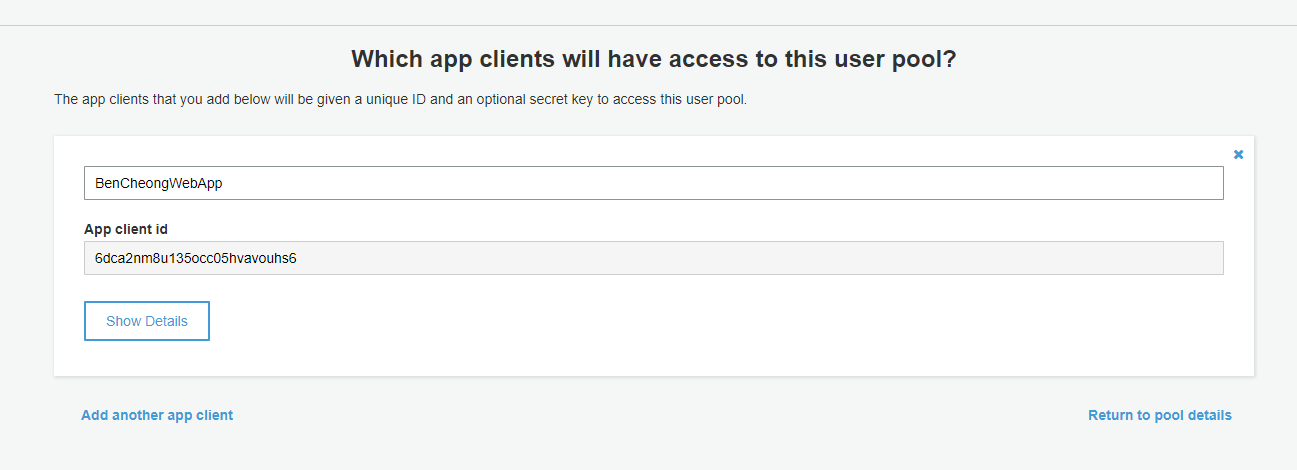 Which app clients will have access to this user pool?
The app clients that you add below will be given a unique ID and an optional secret key to access this user pool.
BenCheongWebApp
App client id
6dca2nm8u135occ05hvavouhs6
Show Details
Add another app client
Return to pool details